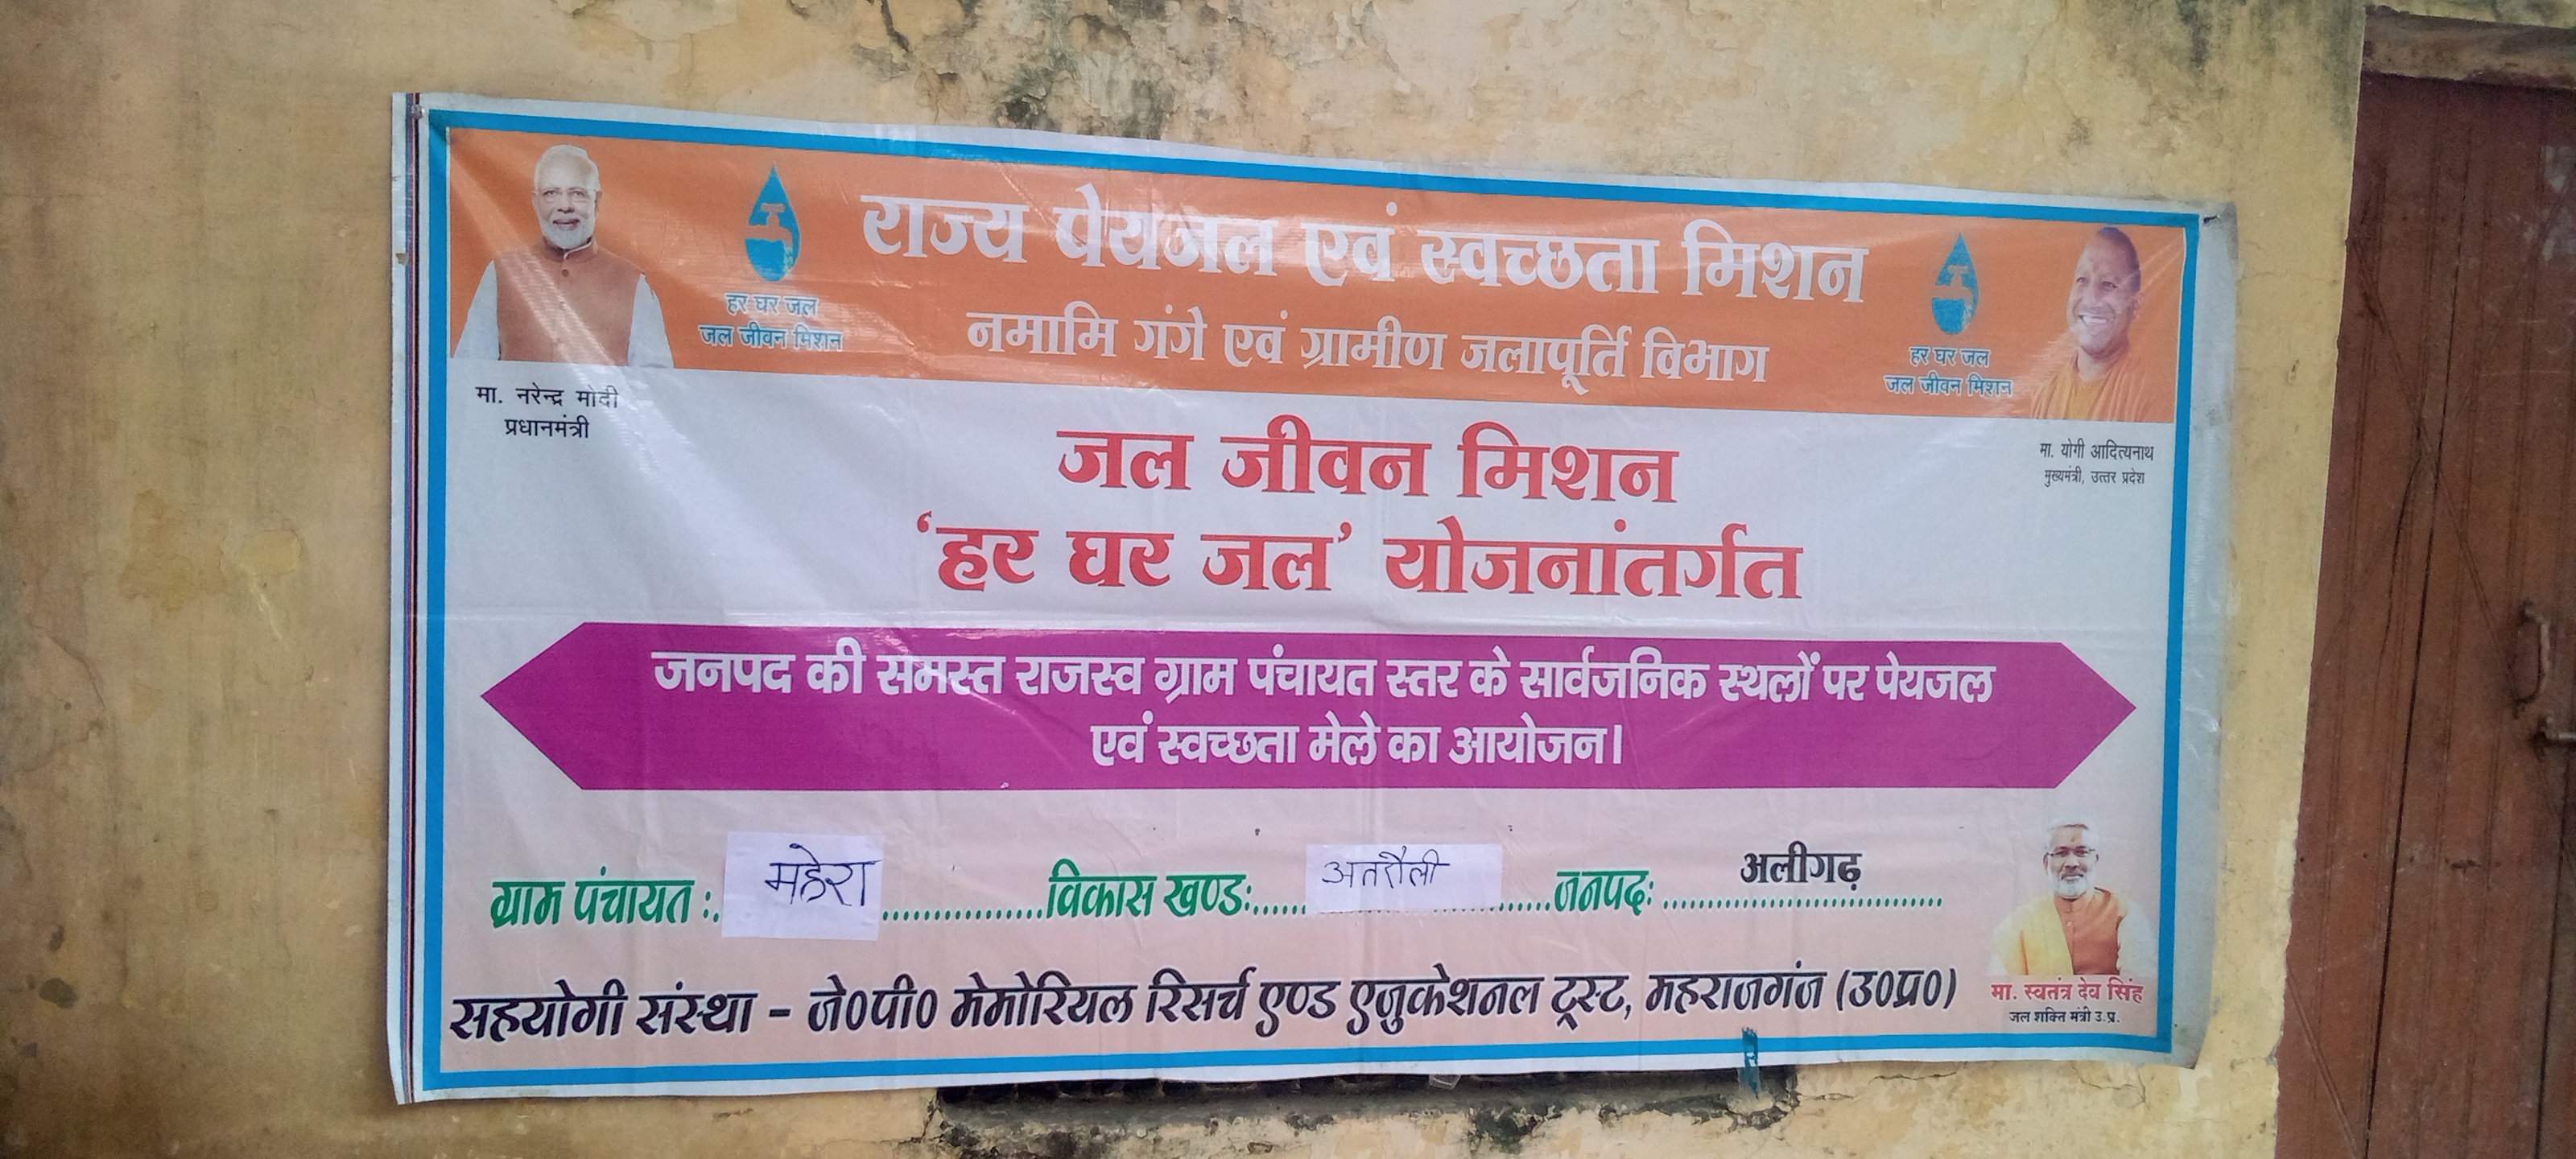 राज्य पेयजल एवं स्वच्छता मिशन
नमामि गंगे एवं ग्रामीण जलापूर्ति विभाग
हर घर जल
जल जीवन मिशन
हर घर जल
जल जीवन मिशन
मा. नरेन्द्र मोदी
प्रधानमंत्री
मा. योगी आदित्यनाथ
मुख्यमंत्री, उत्तर प्रदेश
जल जीवन मिशन
‘हर घर जल’ योजनांतर्गत
जनपद की समस्त राजस्व ग्राम पंचायत स्तर के सार्वजनिक स्थलों पर पेयजल
एवं स्वच्छता मेले का आयोजन।
ग्राम पंचायत : महेरा विकास खण्ड: अतरौली जनपद: अलीगढ़
सहयोगी संस्था - जे0पी0 मेमोरियल रिसर्च एण्ड एजुकेशनल ट्रस्ट, महराजगंज (उ0प्र0)
मा. स्वतंत्र देव सिंह
जल शक्ति मंत्री उ.प्र.